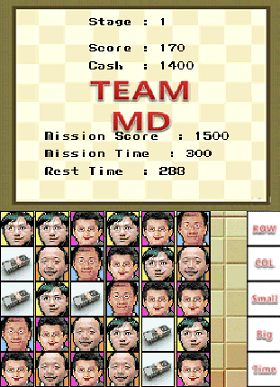 Stage : 1
Score : 170
Cash : 1400
TEAM
MD
Mission Score : 1500
Mission Time : 300
Rest Time : 288
ROW
COL
Small
Big
Time